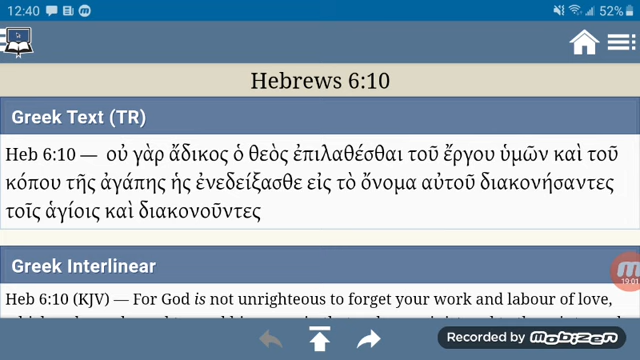 12:40
52%
Hebrews 6:10
Greek Text (TR)
Heb 6:10 — οὐ γὰρ ἄδικος ὁ θεὸς ἐπιλαθέσθαι τοῦ ἔργου ὑμῶν καὶ τοῦ
κόπου τῆς ἀγάπης ἡς ἐνεδείξασθε εἰς τὸ ὄνομα αὐτοῦ διακονήσαντες
τοῖς ἁγίοις καὶ διακονοῦντες
Greek Interlinear
19:01
Heb 6:10 (KJV) — For God is not unrighteous to forget your work and labour of love,
Recorded by mobizen